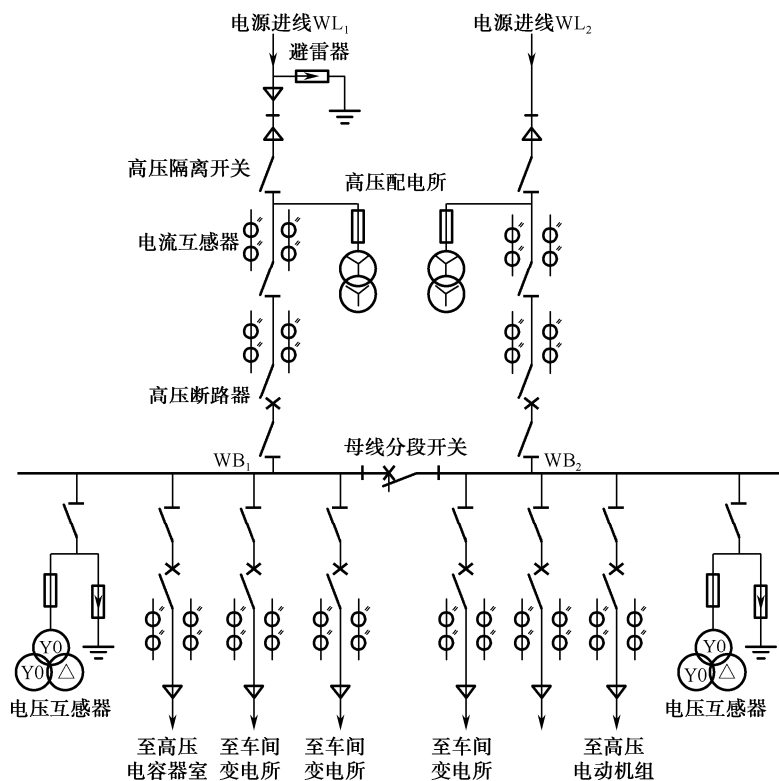 电源进线WL1
电源进线WL2
避雷器
高压隔离开关
高压配电所
电流互感器
高压断路器
母线分段开关
WB1
WB2
Y0
Y0 △
Y0
Y0 △
电压互感器
电压互感器
至高压
电容器室
至车间
变电所
至车间
变电所
至车间
变电所
至高压
电动机组